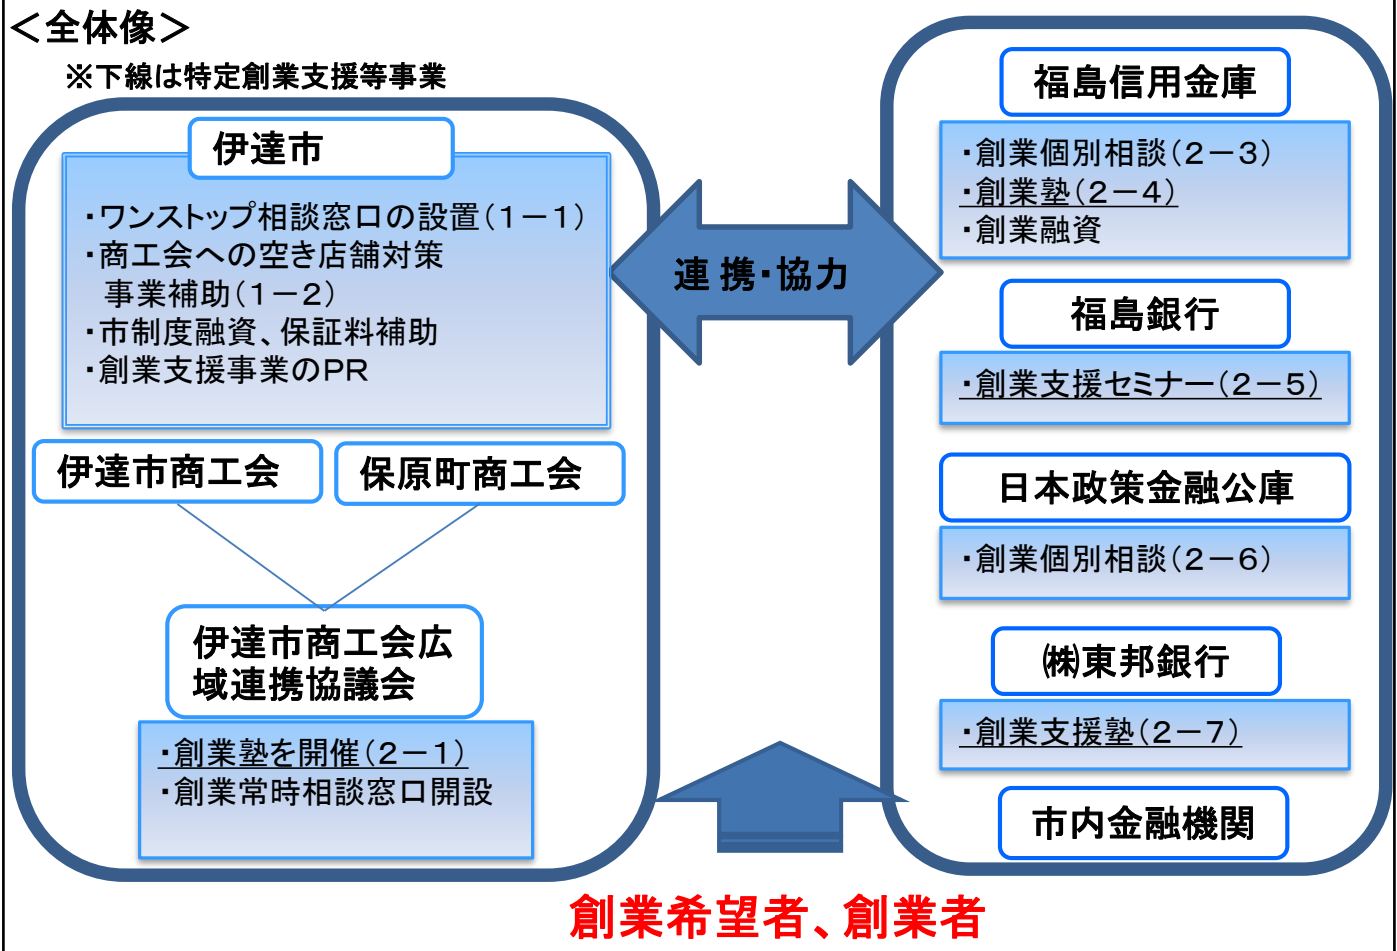 ＜全体像＞
※下線は特定創業支援等事業
伊達市
・ワンストップ相談窓口の設置（１－１）
・商工会への空き店舗対策
事業補助（１－２）
・市制度融資、保証料補助
・創業支援事業のＰＲ
伊達市商工会
保原町商工会
伊達市商工会広
域連携協議会
・創業塾を開催（２－１）
・創業常時相談窓口開設
連携・協力
福島信用金庫
・創業個別相談（２－３）
・創業塾（２－４）
・創業融資
福島銀行
・創業支援セミナー（２－５）
日本政策金融公庫
・創業個別相談（２－６）
㈱東邦銀行
・創業支援塾（２－７）
市内金融機関
創業希望者、創業者